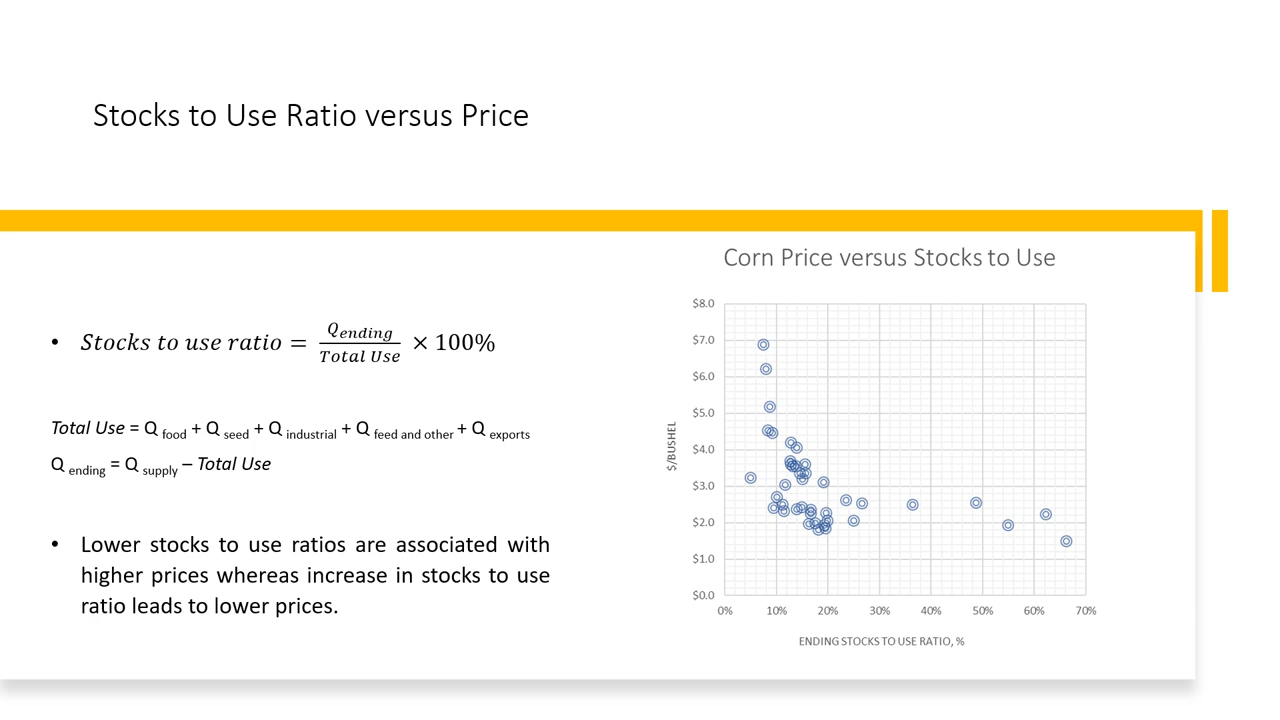 Stocks to Use Ratio versus Price
• Stocks to use ratio = Qending / Total Use × 100%
Total Use = Q food + Q seed + Q industrial + Q feed and other + Q exports
Q ending = Q supply – Total Use
• Lower stocks to use ratios are associated with
higher prices whereas increase in stocks to use
ratio leads to lower prices.
Corn Price versus Stocks to Use
$8.0
$7.0
$6.0
$5.0
$4.0
$3.0
$2.0
$1.0
$0.0
$/BUSHEL
0% 10% 20% 30% 40% 50% 60% 70%
ENDING STOCKS TO USE RATIO, %